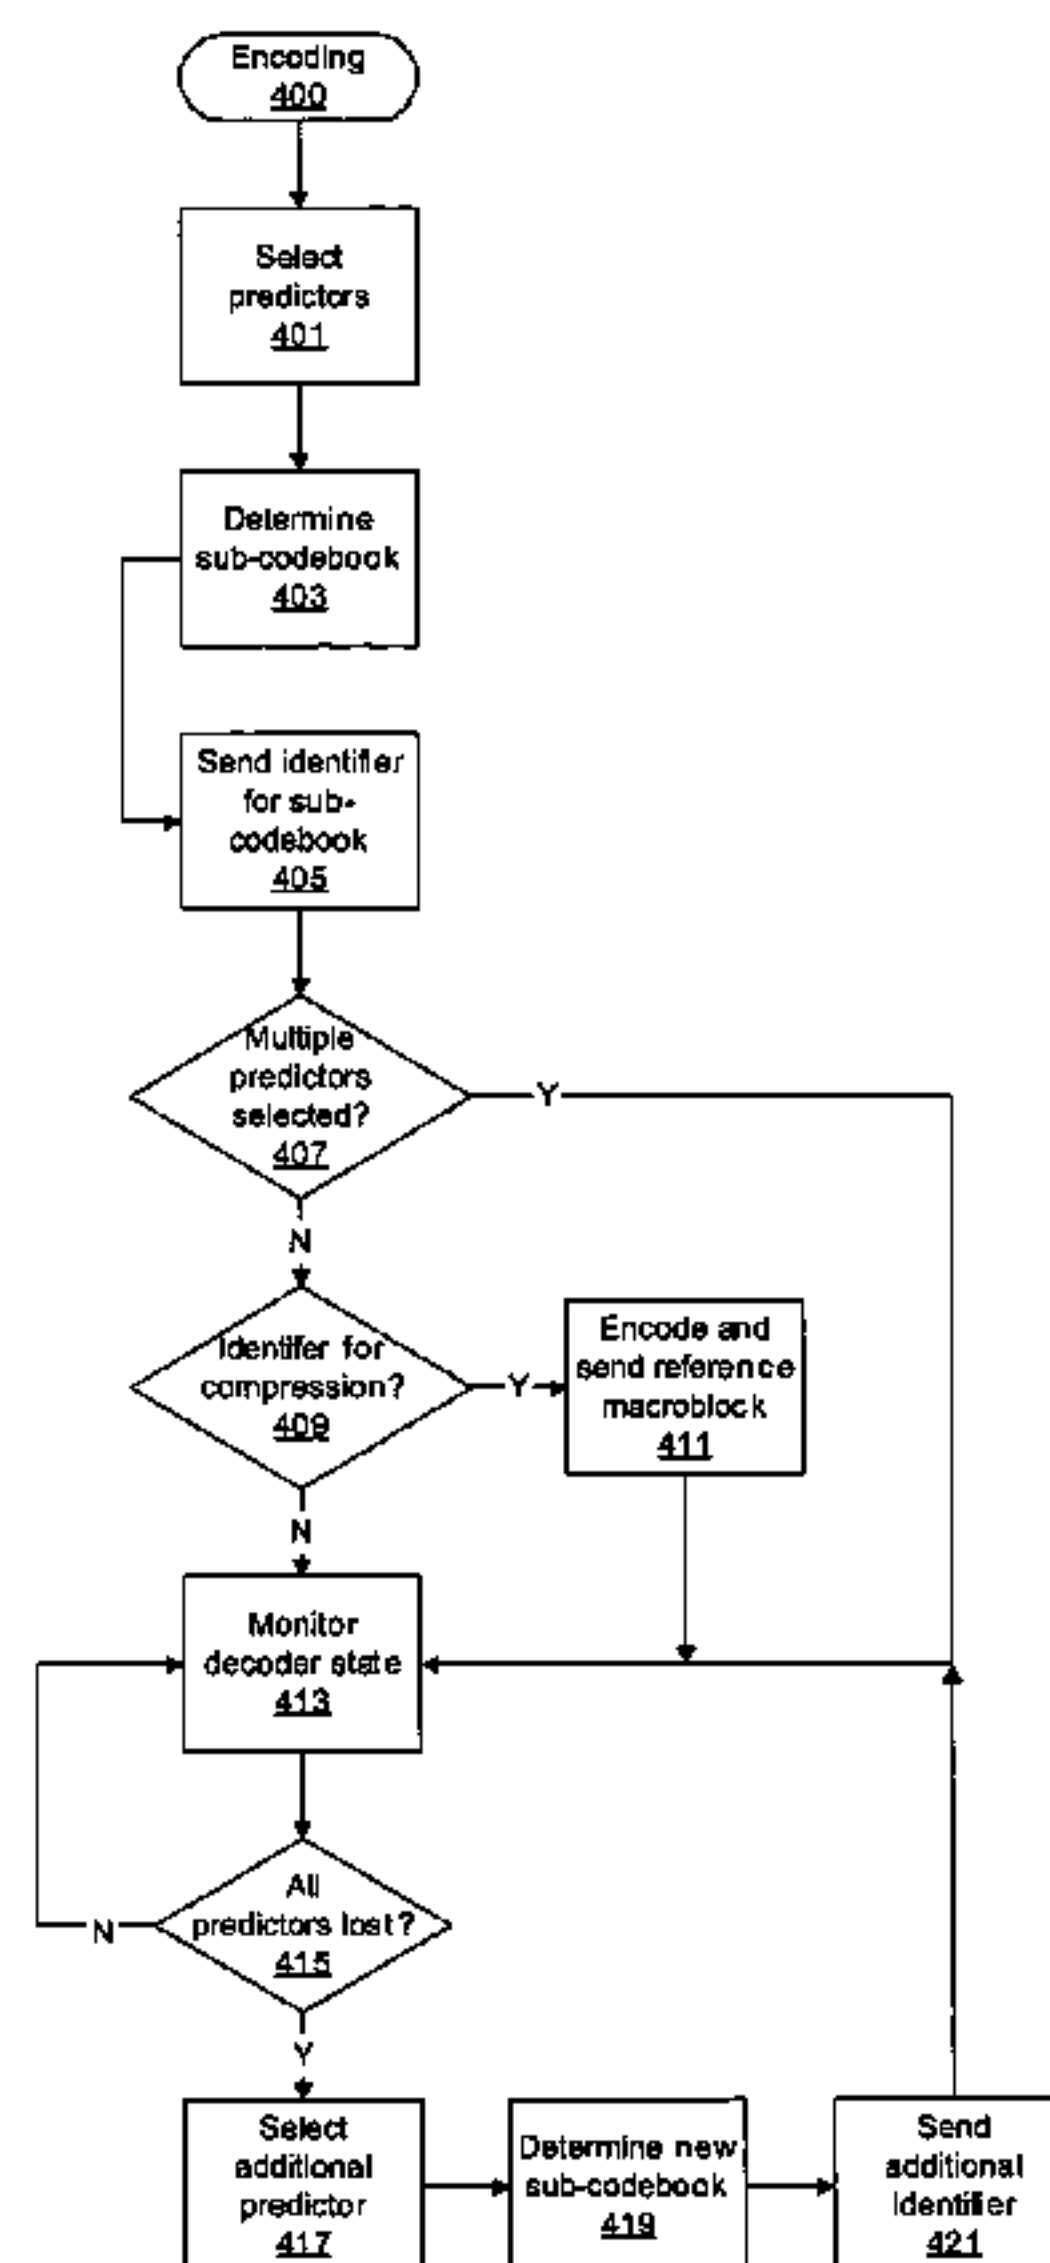 Encoding
400
Select
predictors
401
Determine
sub-codebook
403
Send identifier
for sub-
codebook
405
Multiple
predictors
selected?
407
Y
N
Identifer for
compression?
409
Y
Encode and
send reference
macroblock
411
N
Monitor
decoder state
413
All
predictors lost?
415
N
Y
Select
additional
predictor
417
Determine new
sub-codebook
419
Send
additional
identifier
421